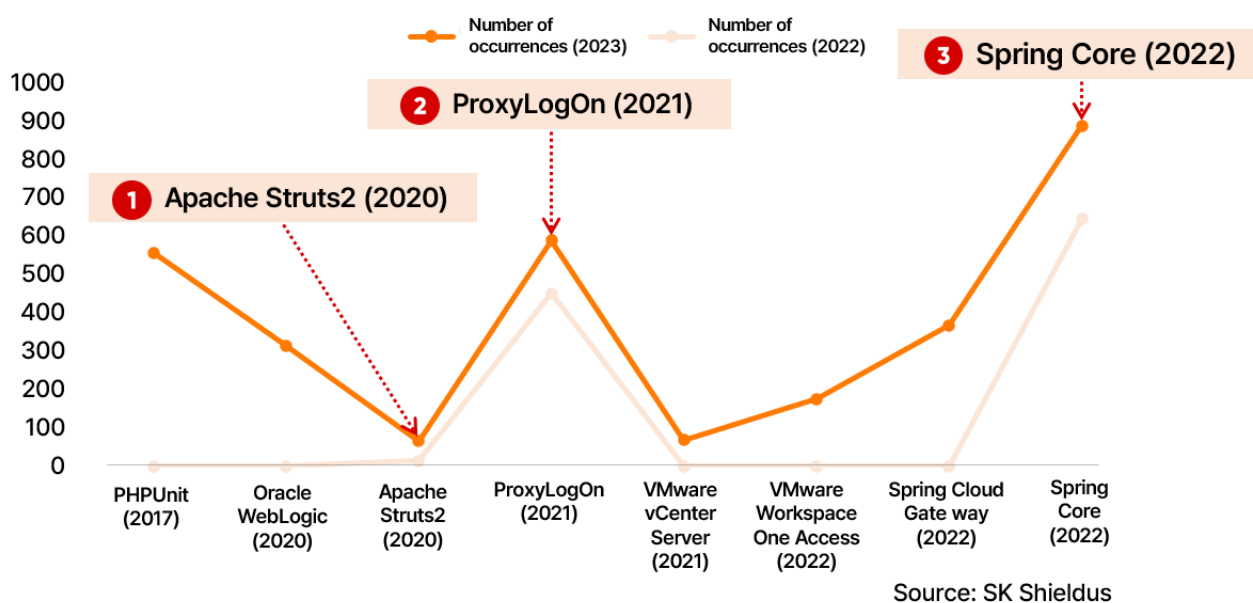 Number of
occurrences (2023)
Number of
occurrences (2022)
3 Spring Core (2022)
2 ProxyLogOn (2021)
1 Apache Struts2 (2020)
1000
900
800
700
600
500
400
300
200
100
0
PHPUnit
(2017)
Oracle
WebLogic
(2020)
Apache
Struts2
(2020)
ProxyLogOn
(2021)
VMware
vCenter
Server
(2021)
VMware
Workspace
One Access
(2022)
Spring Cloud
Gate way
(2022)
Spring
Core
(2022)
Source: SK Shieldus